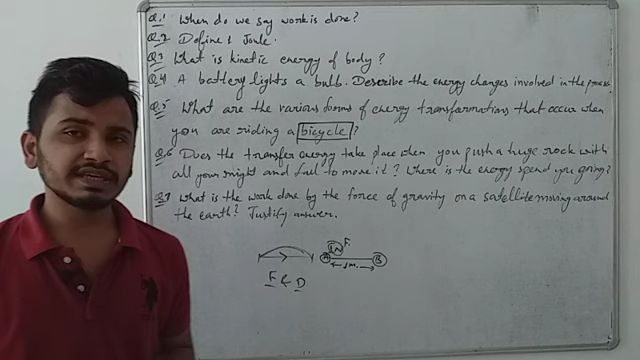 Q.1 When do we say work is done?
Q.2 Define 1 Joule.
Q.3 What is kinetic energy of body?
Q.4 A battery lights a bulb. Describe the energy changes involved in the process
Q.5 What are the various forms of energy transformations that occur when
you are riding a bicycle?
Q.6 Does the transfer energy take place when you push a huge rock with
all your might and fail to move it? Where is the energy spend you going?
Q.7 What is the work done by the force of gravity on a satellite moving around
the earth? Justify answer.
1N F.
A B
1m.
F & D